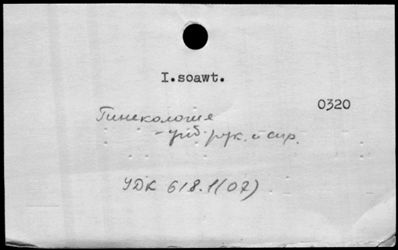 I.soawt.
0320
Гинекология
- уч. рук. и спр.
УДК 618.1(07)